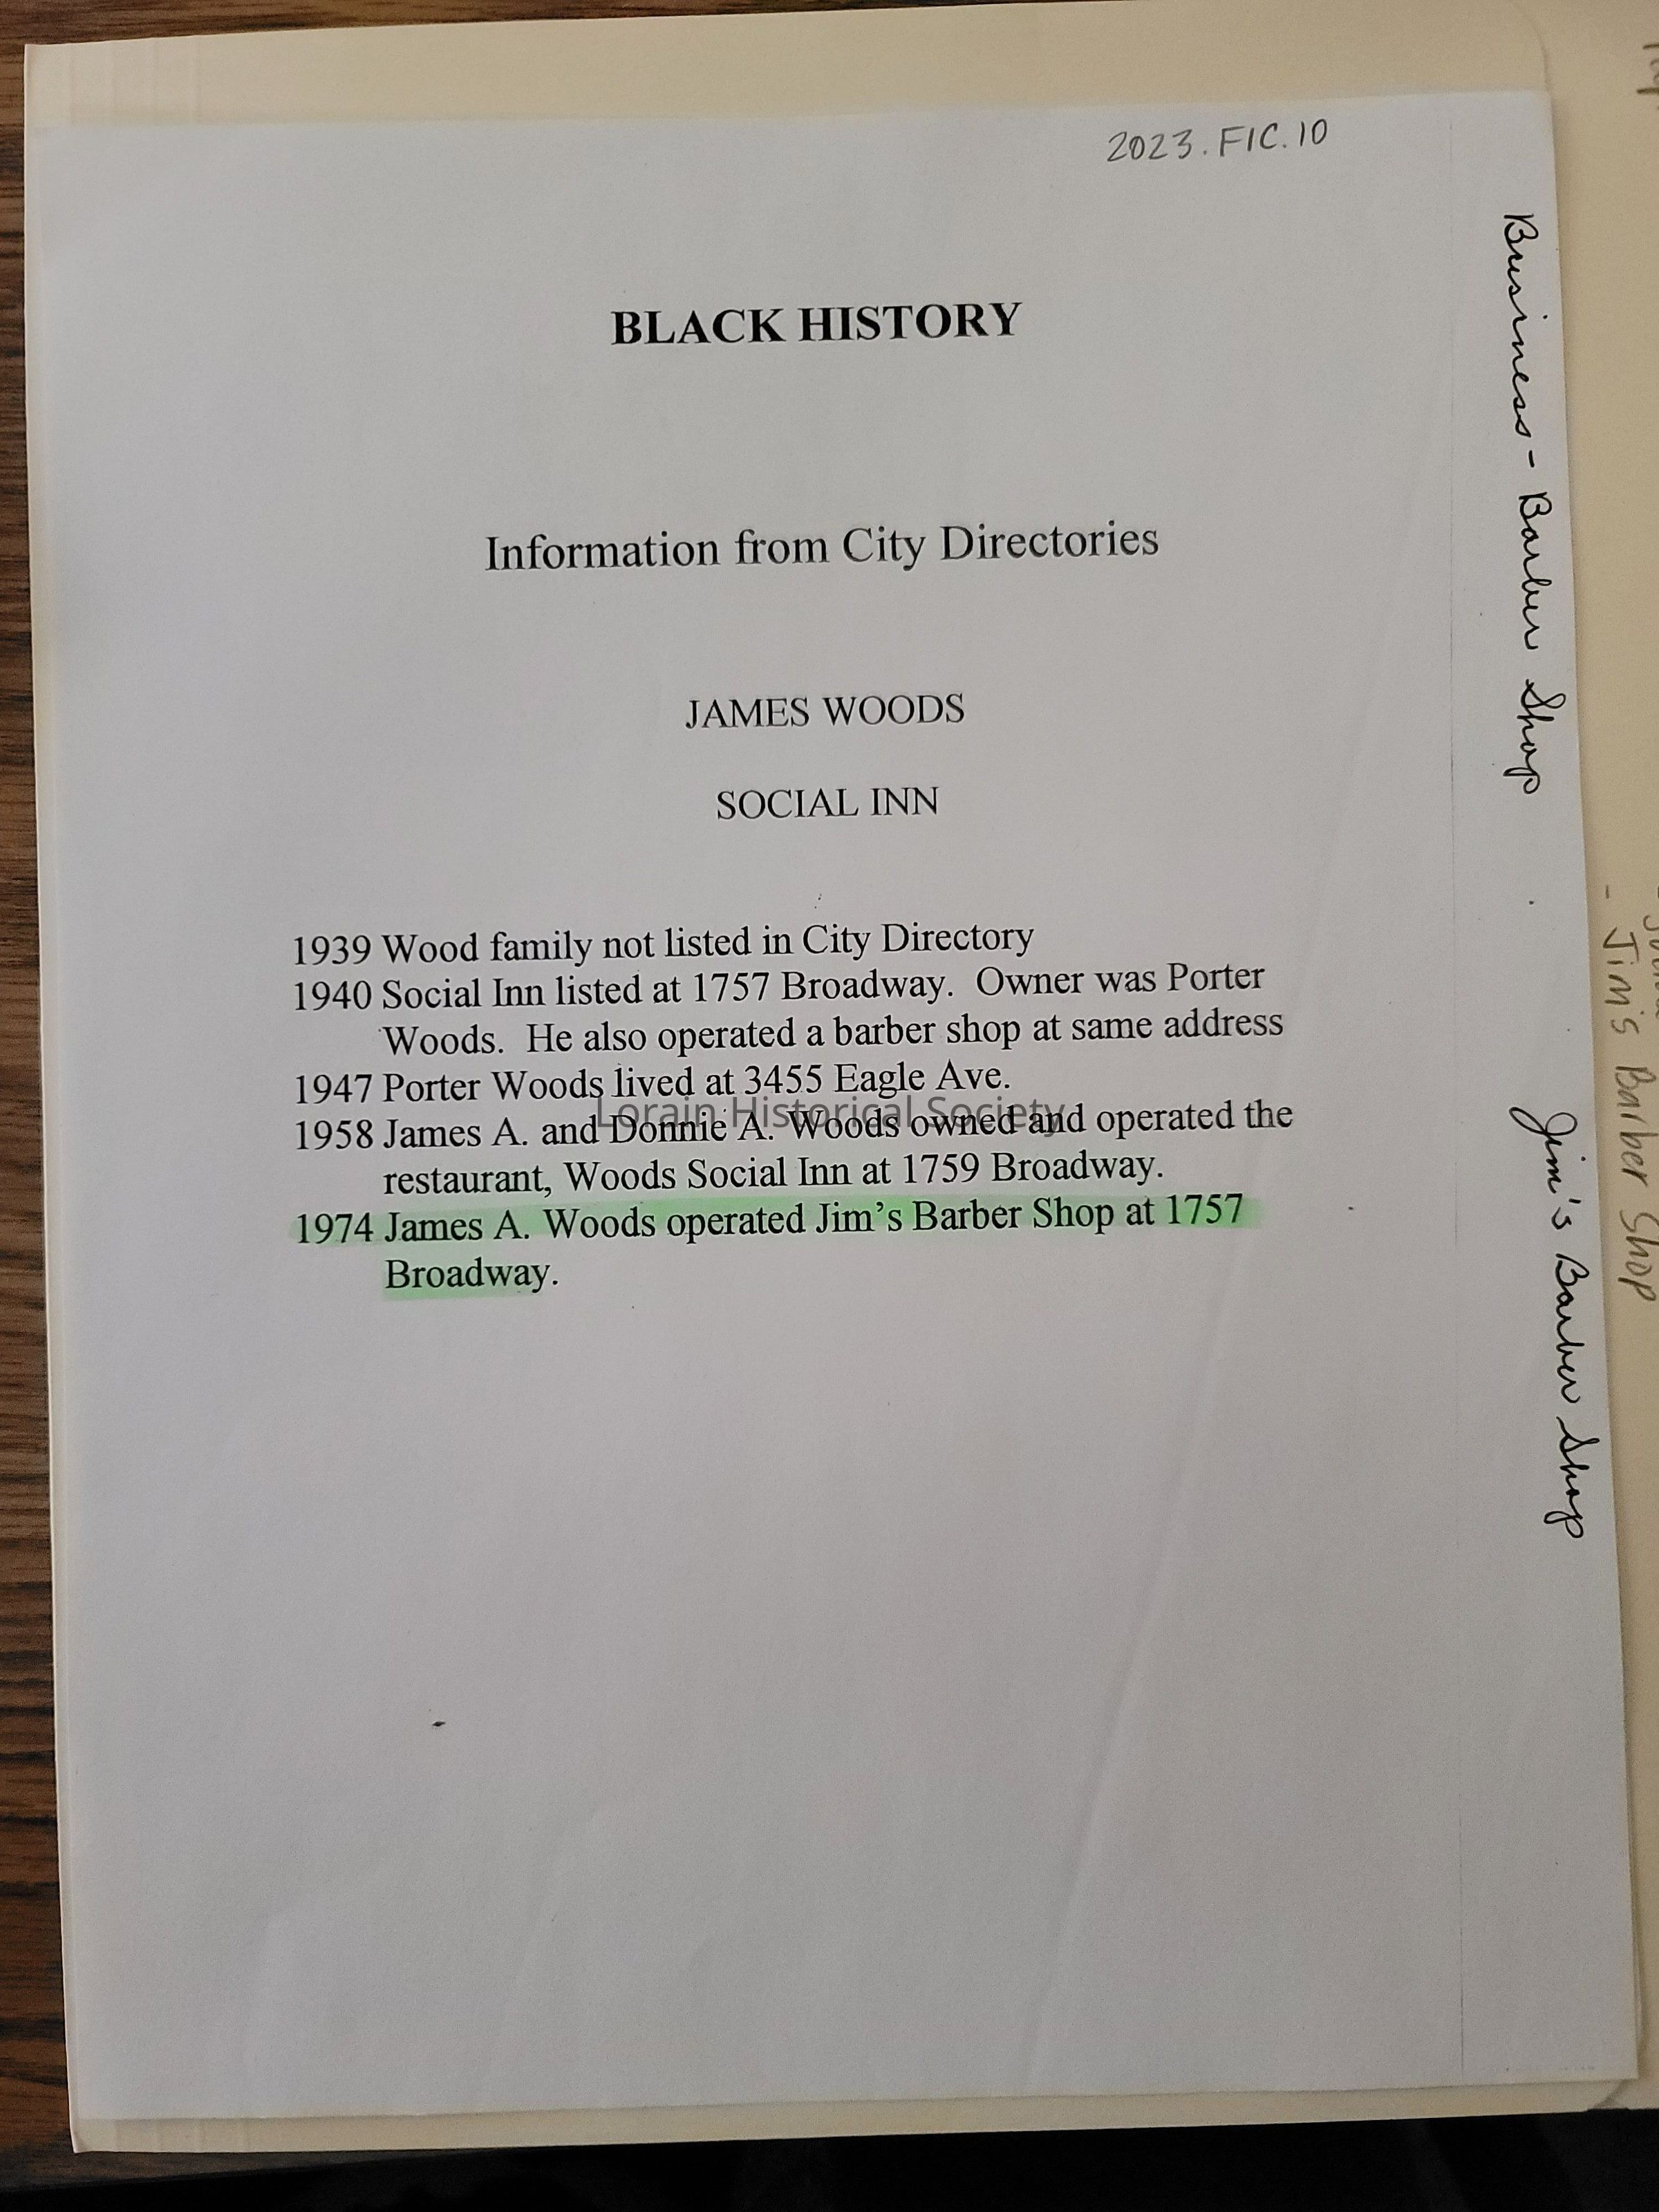 2023.FIC.10
BLACK HISTORY
Information from City Directories
JAMES WOODS
SOCIAL INN
1939 Wood family not listed in City Directory
1940 Social Inn listed at 1757 Broadway.  Owner was Porter
Woods.  He also operated a barber shop at same address
1947 Porter Woods lived at 3455 Eagle Ave.
1958 James A. and Donnie A. Woods owned and operated the
restaurant, Woods Social Inn at 1759 Broadway.
1974 James A. Woods operated Jim's Barber Shop at 1757
Broadway.
Lorain Historical Society
Business - Barber Shop
Jim's Barber Shop
- Jim's Barber Shop